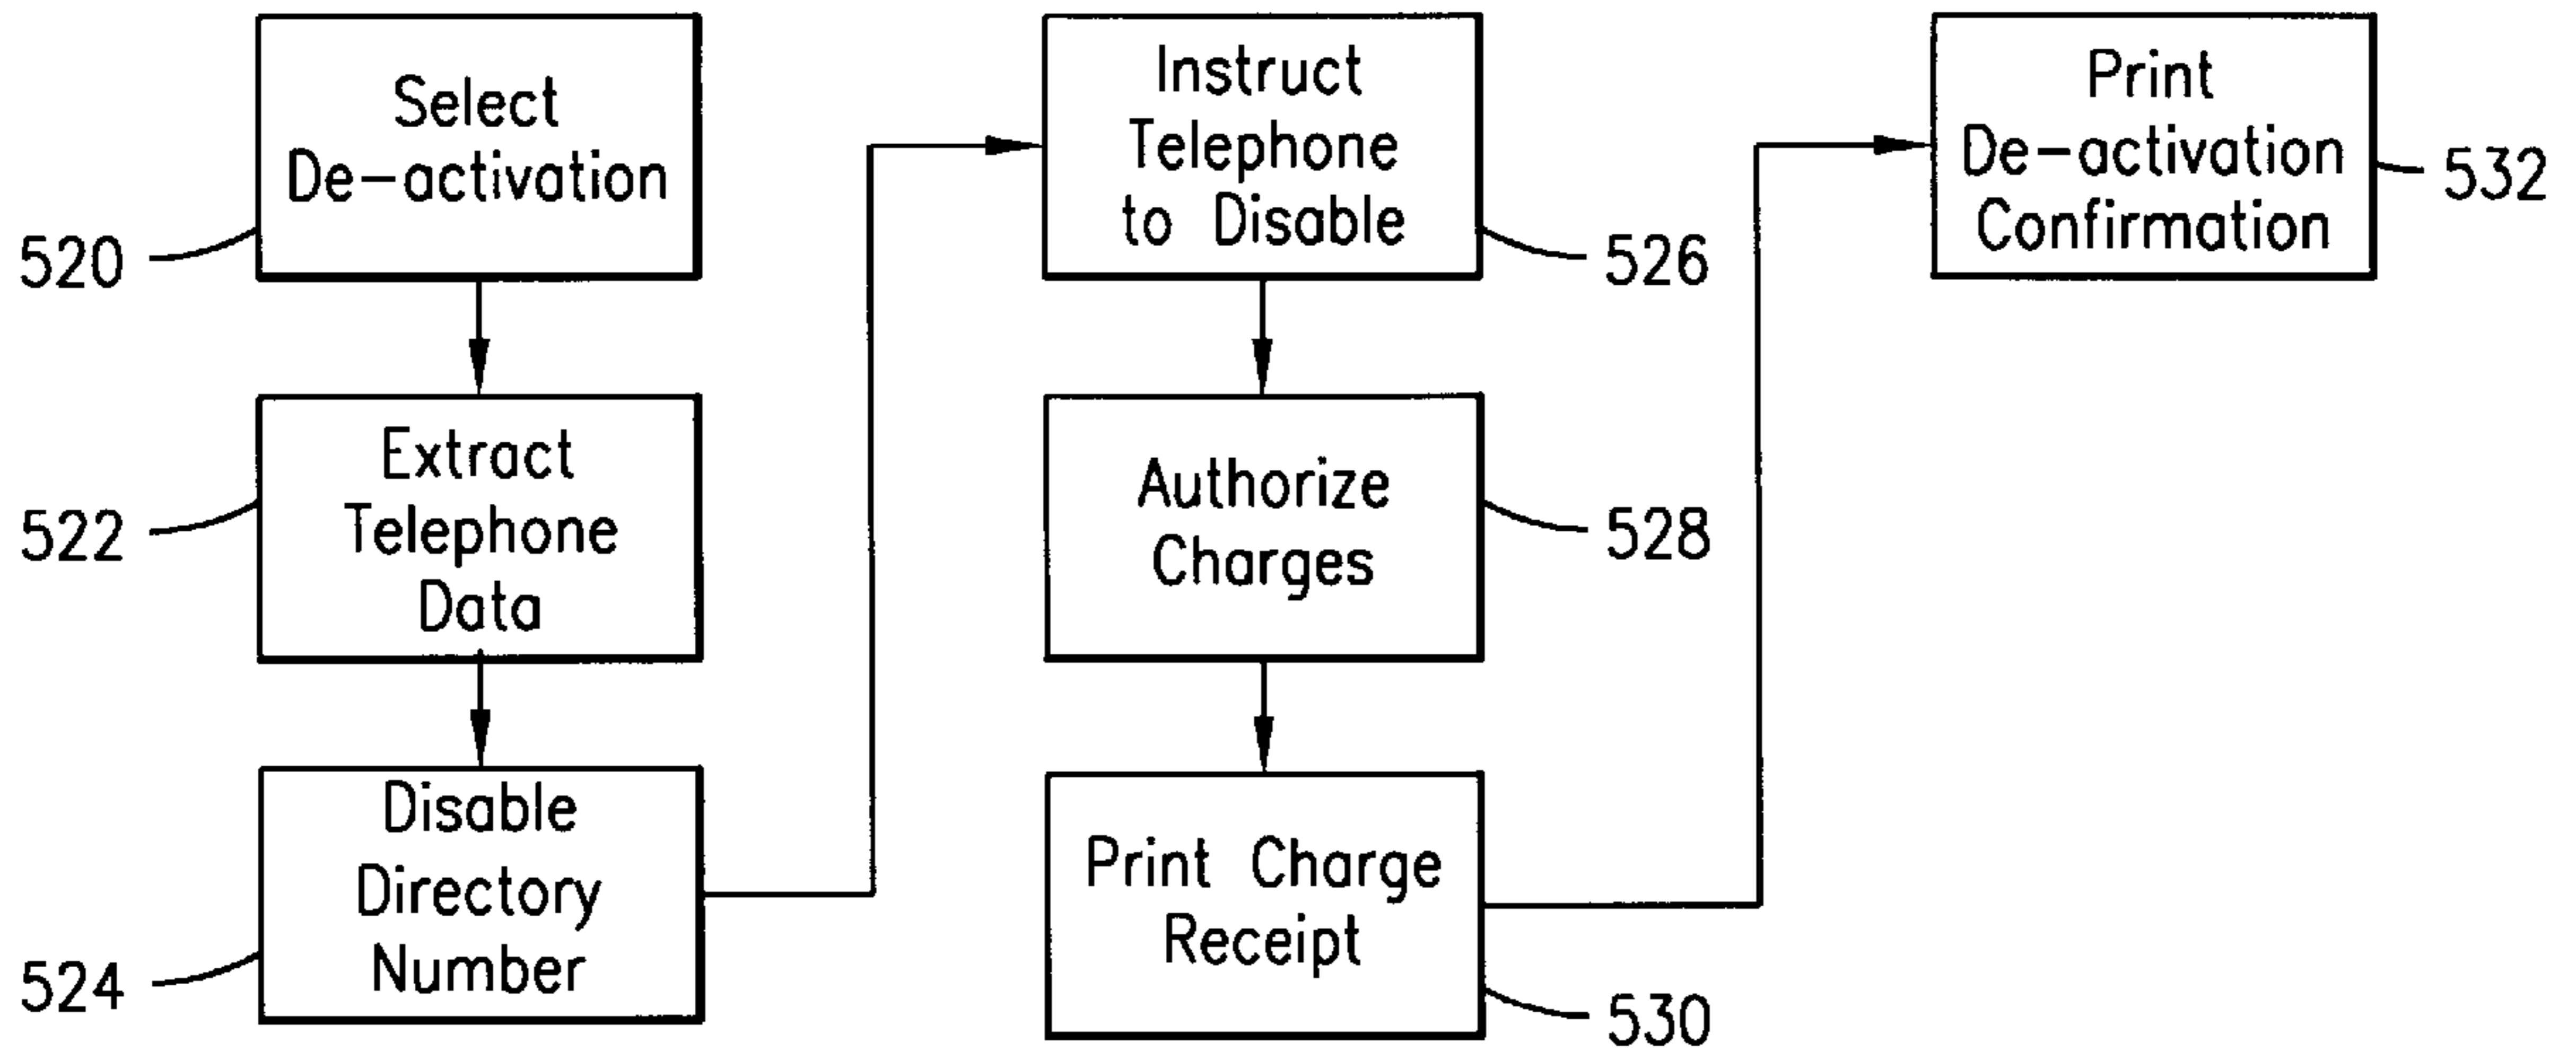 Select
De-activation
520
Extract
Telephone
Data
522
Disable
Directory
Number
524
Instruct
Telephone
to Disable
526
Authorize
Charges
528
Print Charge
Receipt
530
Print
De-activation
Confirmation
532